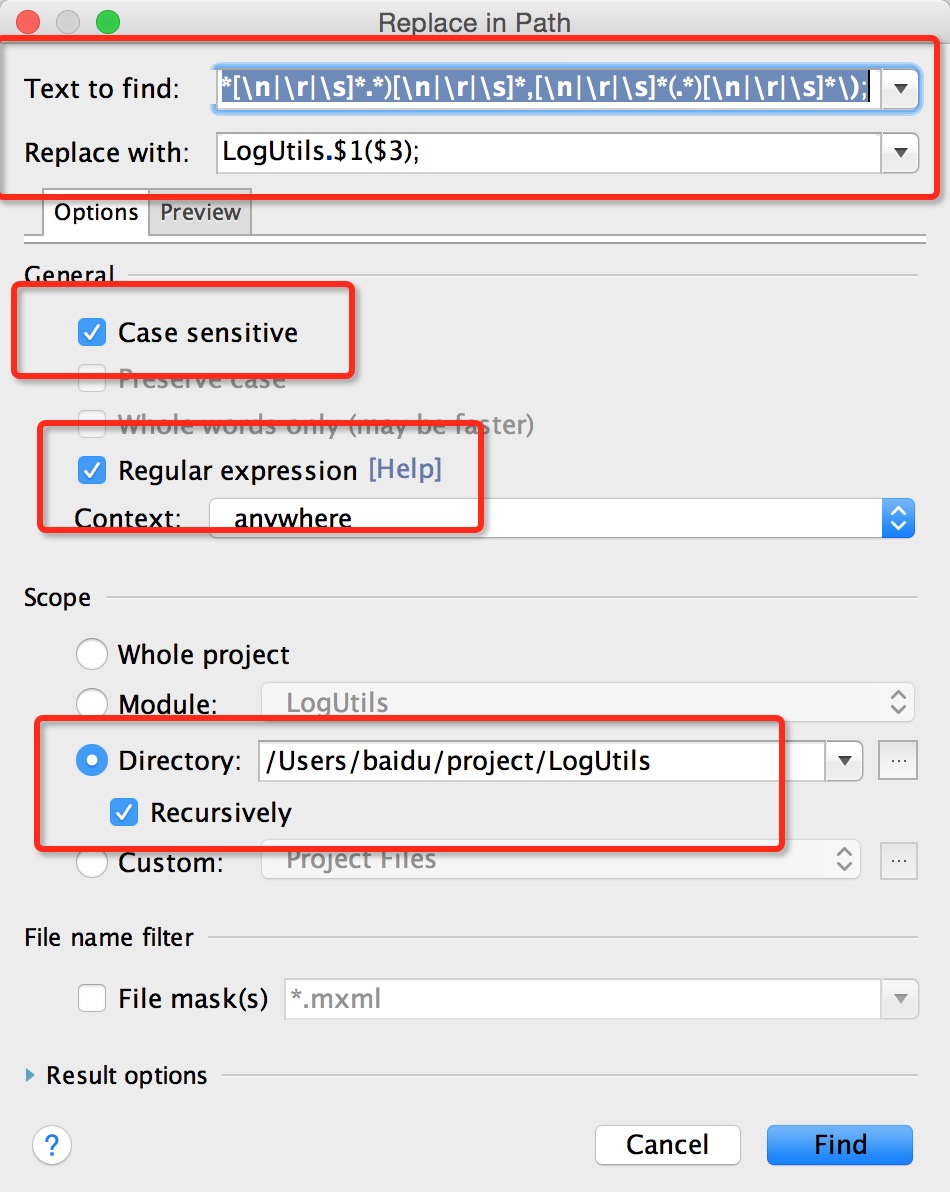 Replace in Path
Text to find: *[\n|\r|\s]*.*)[\n|\r|\s]*,[\n|\r|\s]*(.*)[\n|\r|\s]*\);
Replace with: LogUtils.$1($3);
Options Preview
General
Case sensitive
Preserve case
Whole words only (may be faster)
Regular expression [Help]
Context: anywhere
Scope
Whole project
Module: LogUtils
Directory: /Users/baidu/project/LogUtils ...
Recursively
Custom: Project Files ...
File name filter
File mask(s) *.mxml
Result options
? Cancel Find